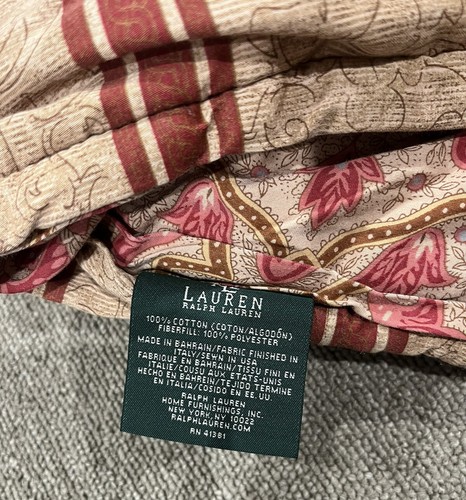 LAUREN
RALPH LAUREN
100% COTTON (COTON/ALGODÓN)
FIBERFILL: 100% POLYESTER
MADE IN BAHRAIN/FABRIC FINISHED IN
ITALY/SEWN IN USA
FABRIQUE EN BAHRAIN/TISSU FINI EN
ITALIE/COUSU AUX ETATS-UNIS
HECHO EN BAHREIN/TEJIDO TERMINE
EN ITALIA/COSIDO EN EE.UU.
RALPH LAUREN
HOME FURNISHINGS, INC.
NEW YORK, NY 10022
RALPHLAUREN.COM
RN 41381